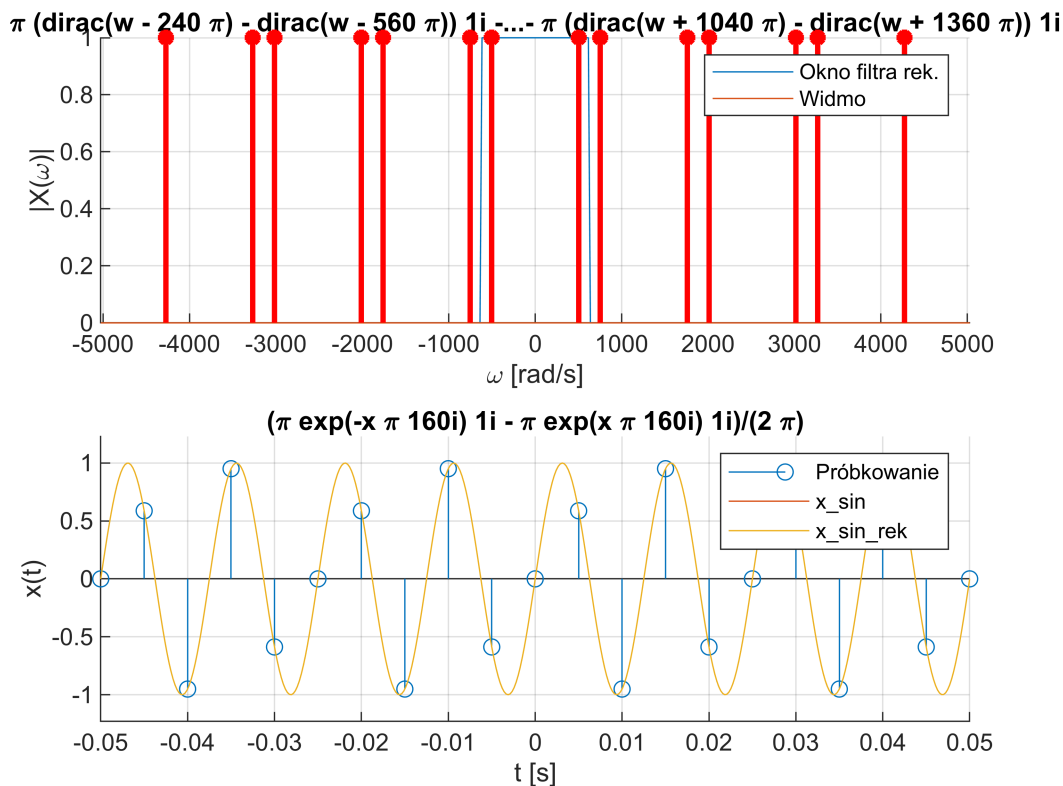 π (dirac(w - 240 π) - dirac(w - 560 π)) 1i -...- π (dirac(w + 1040 π) - dirac(w + 1360 π)) 1i
1
0.8
0.6
0.4
0.2
0
|X(ω)|
Okno filtra rek.
Widmo
-5000 -4000 -3000 -2000 -1000 0 1000 2000 3000 4000 5000
ω [rad/s]
(π exp(-x π 160i) 1i - π exp(x π 160i) 1i)/(2 π)
1
0.5
0
-0.5
-1
x(t)
Próbkowanie
x_sin
x_sin_rek
-0.05 -0.04 -0.03 -0.02 -0.01 0 0.01 0.02 0.03 0.04 0.05
t [s]